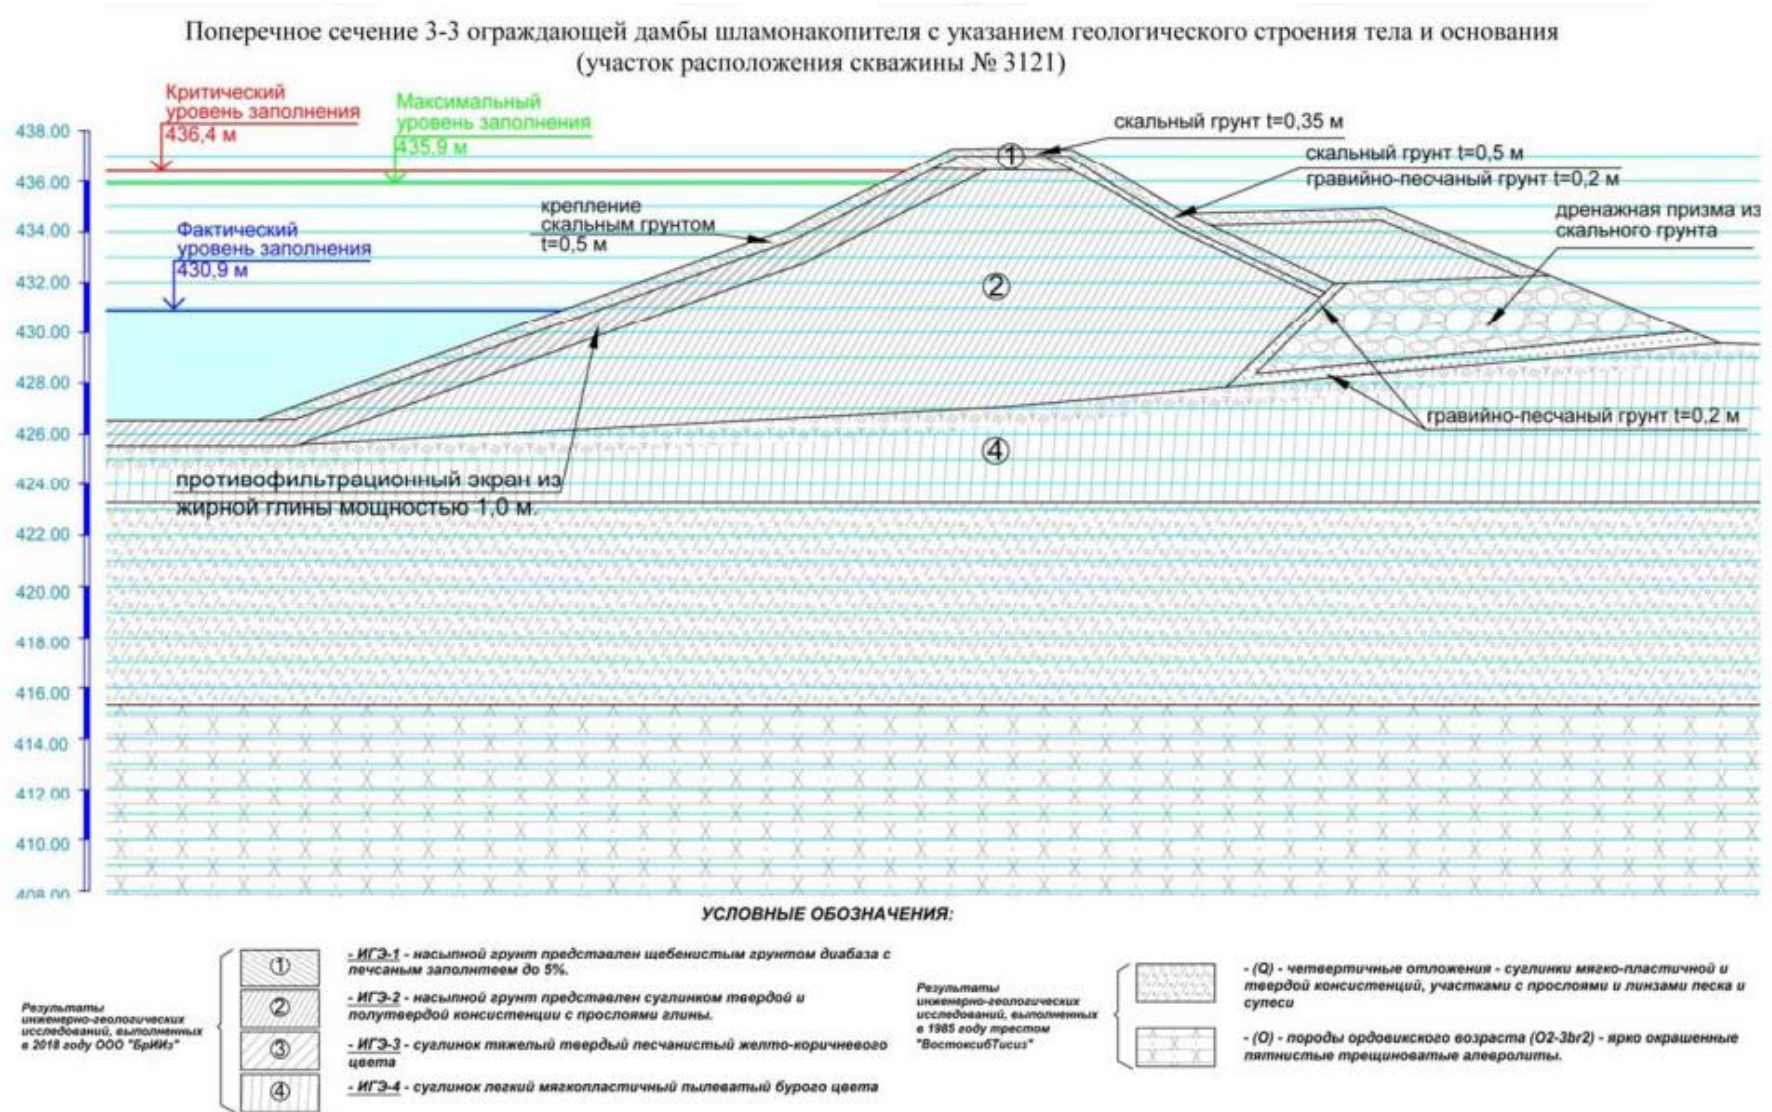 Поперечное сечение 3-3 ограждающей дамбы шламонакопителя с указанием геологического строения тела и основания
(участок расположения скважины № 3121)
Критический
уровень заполнения
436,4 м
Максимальный
уровень заполнения
435,9 м
Фактический
уровень заполнения
430,9 м
крепление
скальным грунтом
t=0,5 м
скальный грунт t=0,35 м
скальный грунт t=0,5 м
гравийно-песчаный грунт t=0,2 м
дренажная призма из
скального грунта
гравийно-песчаный грунт t=0,2 м
противофильтрационный экран из
жирной глины мощностью 1,0 м.
1
2
4
438.00
436.00
434.00
432.00
430.00
428.00
426.00
424.00
422.00
420.00
418.00
416.00
414.00
412.00
410.00
408.00
УСЛОВНЫЕ ОБОЗНАЧЕНИЯ:
Результаты
инженерно-геологических
исследований, выполненных
в 2018 году ООО "БрИИз"
1
- ИГЭ-1 - насыпной грунт представлен щебенистым грунтом диабаза с
печсаным заполнтеем до 5%.
2
- ИГЭ-2 - насыпной грунт представлен суглинком твердой и
полутвердой консистенции с прослоями глины.
3
- ИГЭ-3 - суглинок тяжелый твердый песчанистый желто-коричневого
цвета
4
- ИГЭ-4 - суглинок легкий мягкопластичный пылеватый бурого цвета
Результаты
инженерно-геологических
исследований, выполненных
в 1985 году трестом
"ВостоксибТисиз"
- (Q) - четвертичные отложения - суглинки мягко-пластичной и
твердой консистенций, участками с прослоями и линзами песка и
супеси
- (O) - породы ордовикского возраста (O2-3br2) - ярко окрашенные
пятнистые трещиноватые алевролиты.